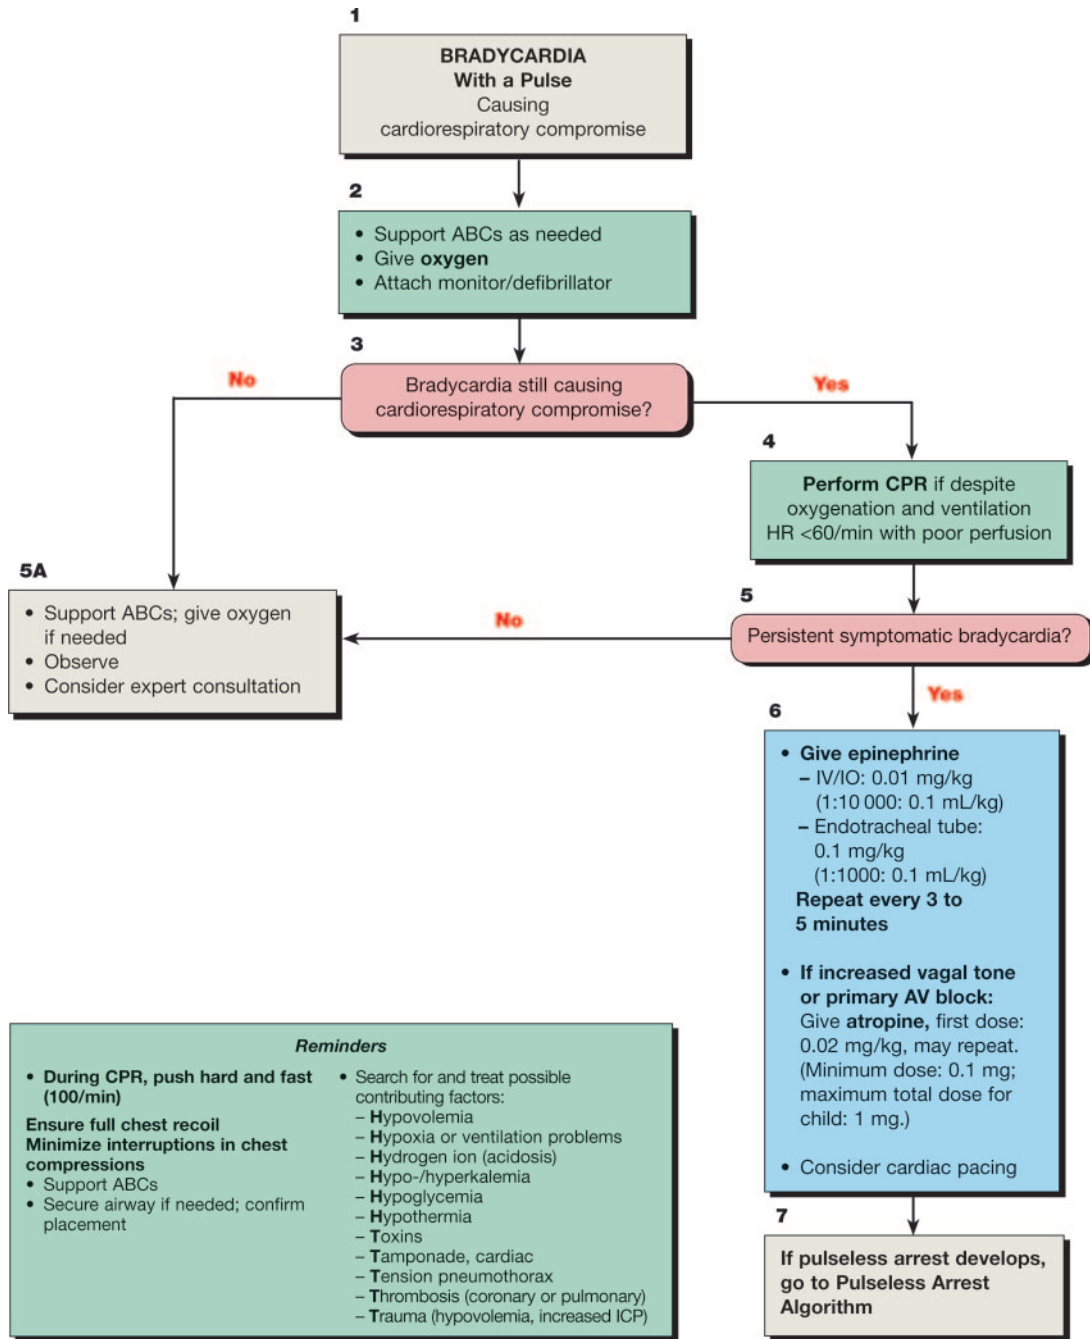 1
BRADYCARDIA
With a Pulse
Causing
cardiorespiratory compromise
2
• Support ABCs as needed
• Give oxygen
• Attach monitor/defibrillator
3
Bradycardia still causing
cardiorespiratory compromise?
No
Yes
4
Perform CPR if despite
oxygenation and ventilation
HR <60/min with poor perfusion
5A
• Support ABCs; give oxygen
if needed
• Observe
• Consider expert consultation
No
5
Persistent symptomatic bradycardia?
Yes
6
• Give epinephrine
– IV/IO: 0.01 mg/kg
(1:10 000: 0.1 mL/kg)
– Endotracheal tube:
0.1 mg/kg
(1:1000: 0.1 mL/kg)
Repeat every 3 to
5 minutes
• If increased vagal tone
or primary AV block:
Give atropine, first dose:
0.02 mg/kg, may repeat.
(Minimum dose: 0.1 mg;
maximum total dose for
child: 1 mg.)
• Consider cardiac pacing
7
If pulseless arrest develops,
go to Pulseless Arrest
Algorithm
Reminders
• During CPR, push hard and fast
(100/min)
Ensure full chest recoil
Minimize interruptions in chest
compressions
• Support ABCs
• Secure airway if needed; confirm
placement
• Search for and treat possible
contributing factors:
– Hypovolemia
– Hypoxia or ventilation problems
– Hydrogen ion (acidosis)
– Hypo-/hyperkalemia
– Hypoglycemia
– Hypothermia
– Toxins
– Tamponade, cardiac
– Tension pneumothorax
– Thrombosis (coronary or pulmonary)
– Trauma (hypovolemia, increased ICP)